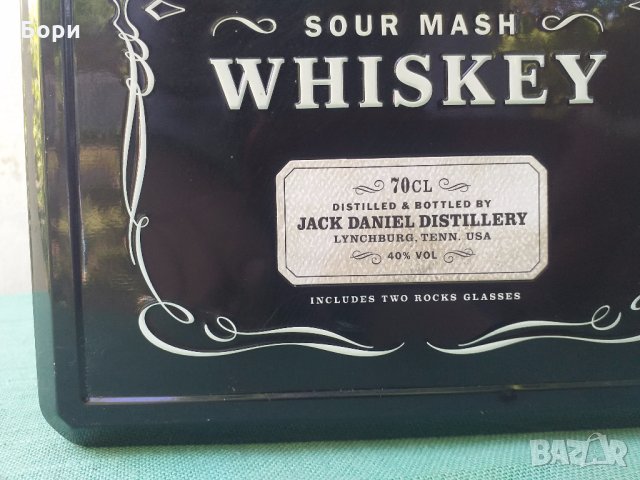 Бори
SOUR MASH
WHISKEY
70CL
DISTILLED & BOTTLED BY
JACK DANIEL DISTILLERY
LYNCHBURG, TENN. USA
40% VOL
INCLUDES TWO ROCKS GLASSES
BAZAR